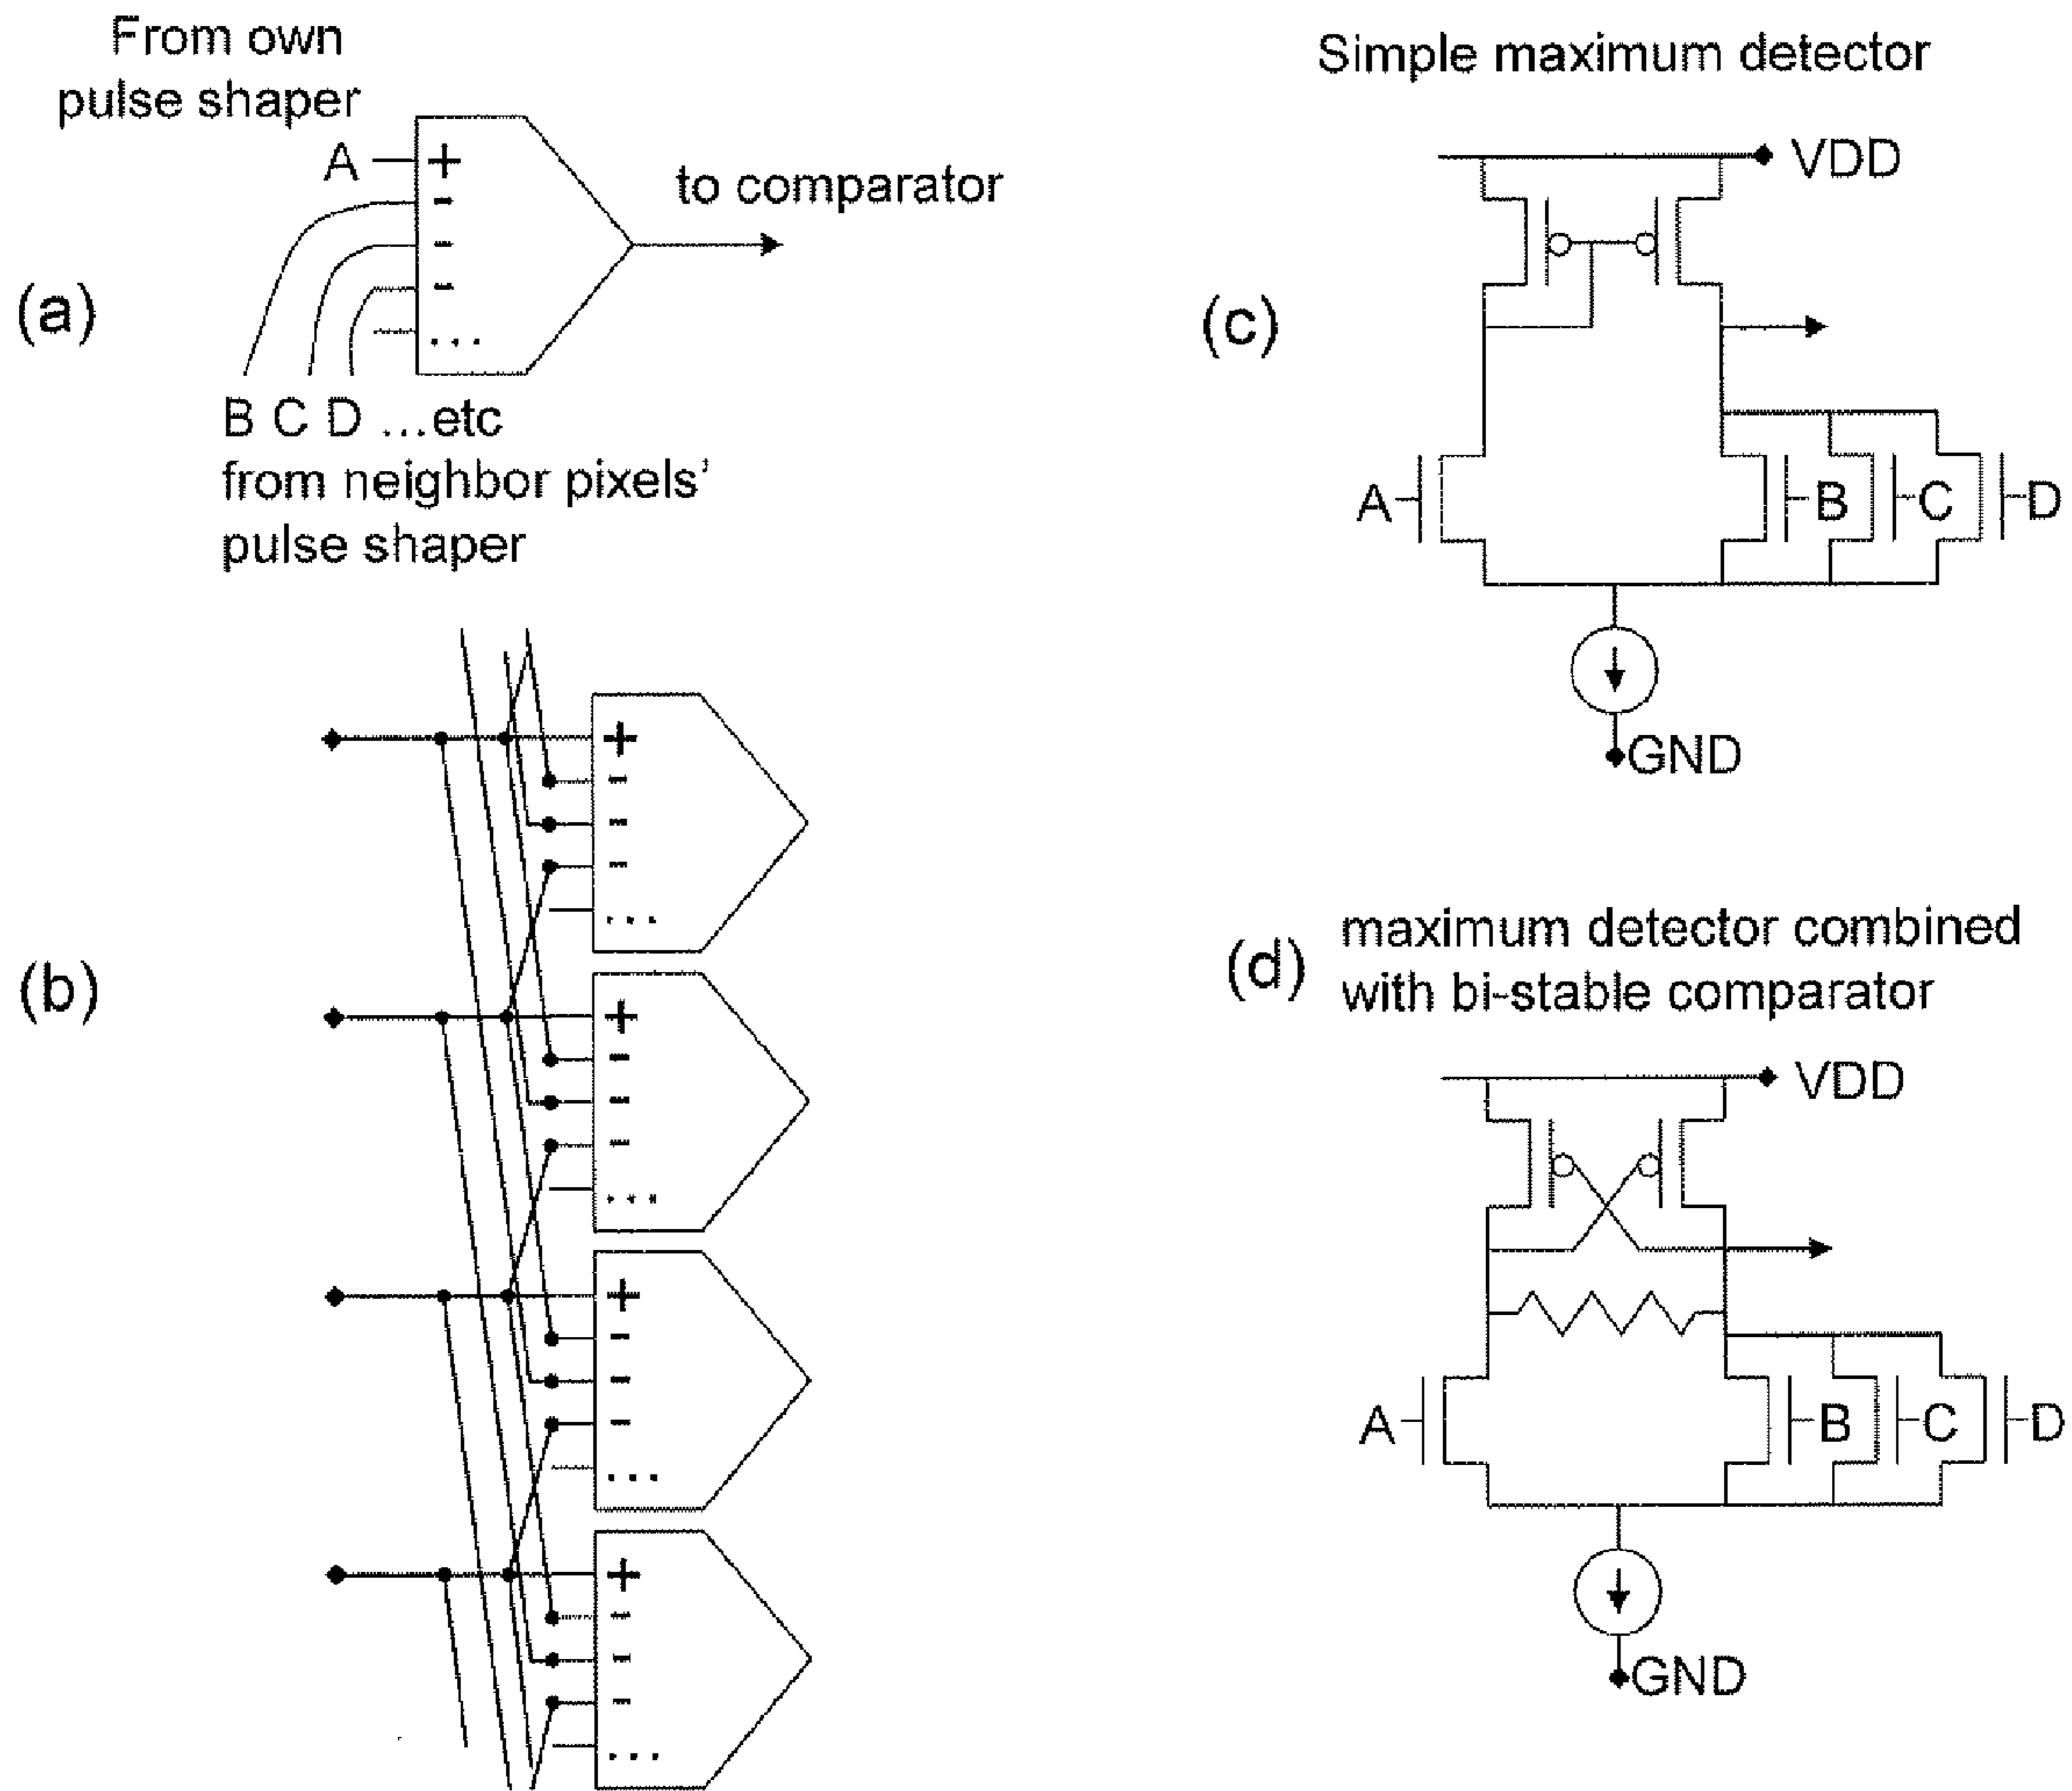 From own
pulse shaper
A
+
-
-
-
...
to comparator
B C D ...etc
from neighbor pixels'
pulse shaper
(a)
(b)
+
-
-
-
...
+
-
-
-
...
+
-
-
-
...
+
-
-
-
...
Simple maximum detector
VDD
(c)
A
B
C
D
GND
(d)
maximum detector combined
with bi-stable comparator
VDD
A
B
C
D
GND